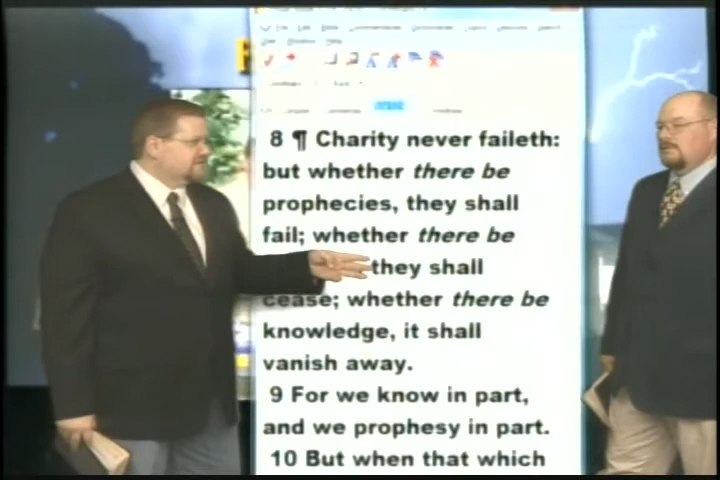 8 ¶ Charity never faileth:
but whether there be
prophecies, they shall
fail; whether there be
they shall
cease; whether there be
knowledge, it shall
vanish away.
9 For we know in part,
and we prophesy in part.
10 But when that which